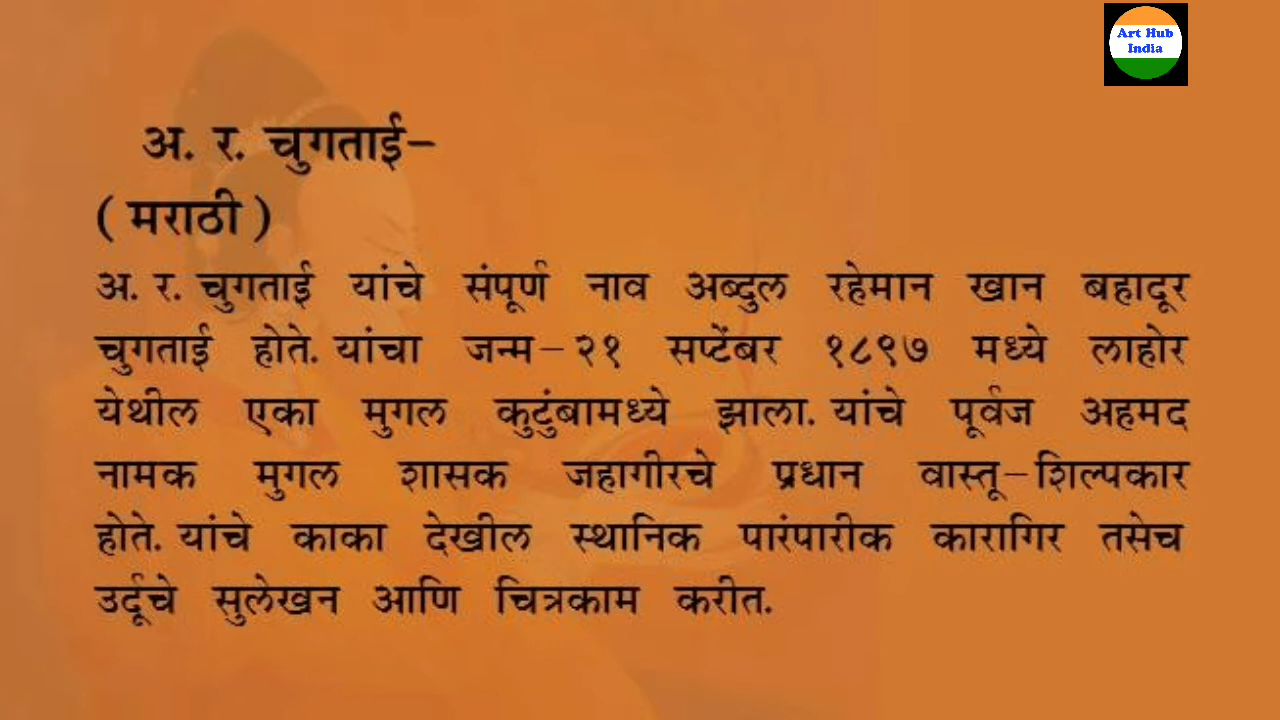 Art Hub
India
अ. र. चुगताई-
( मराठी )
अ. र. चुगताई यांचे संपूर्ण नाव अब्दुल रहेमान खान बहादूर
चुगताई होते. यांचा जन्म-२१ सप्टेंबर १८९७ मध्ये लाहोर
येथील एका मुगल कुटुंबामध्ये झाला. यांचे पूर्वज अहमद
नामक मुगल शासक जहागीरचे प्रधान वास्तू-शिल्पकार
होते. यांचे काका देखील स्थानिक पारंपारीक कारागिर तसेच
उर्दूचे सुलेखन आणि चित्रकाम करीत.